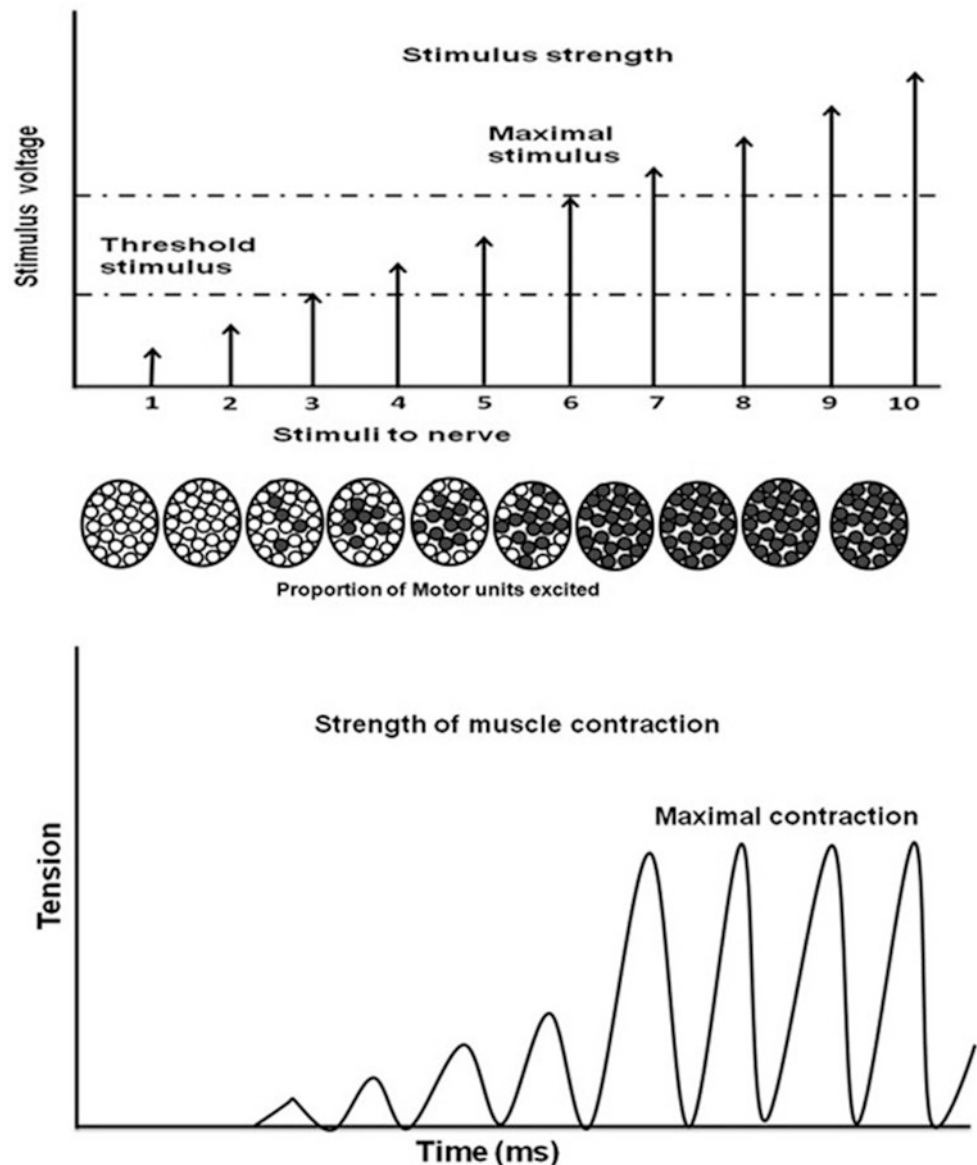 Stimulus strength
Maximal
stimulus
Stimulus voltage
Threshold
stimulus
1 2 3 4 5 6 7 8 9 10
Stimuli to nerve
Proportion of Motor units excited
Strength of muscle contraction
Maximal contraction
Tension
Time (ms)